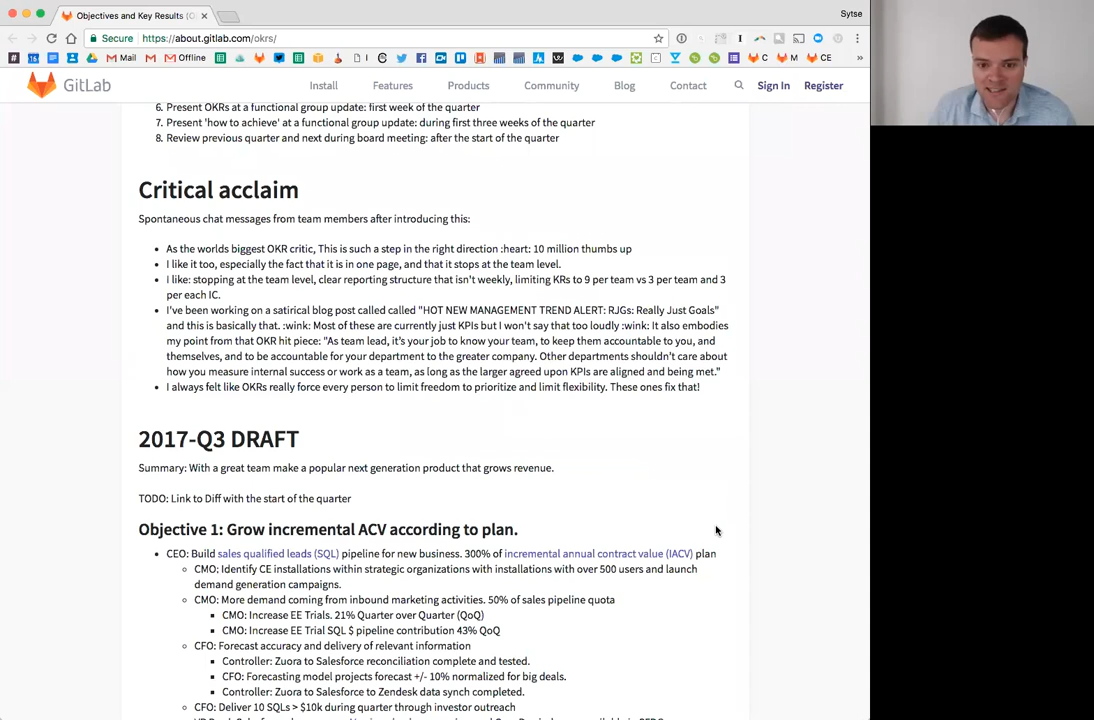 Objectives and Key Results (O
Sytse
Secure
https://about.gitlab.com/okrs/
Mail
Offline
I
C
M
CE
»
GitLab
Install
Features
Products
Community
Blog
Contact
Sign In
Register
6. Present OKRs at a functional group update: first week of the quarter
7. Present 'how to achieve' at a functional group update: during first three weeks of the quarter
8. Review previous quarter and next during board meeting: after the start of the quarter
Critical acclaim
Spontaneous chat messages from team members after introducing this:
• As the worlds biggest OKR critic, This is such a step in the right direction :heart: 10 million thumbs up
• I like it too, especially the fact that it is in one page, and that it stops at the team level.
• I like: stopping at the team level, clear reporting structure that isn't weekly, limiting KRs to 9 per team vs 3 per team and 3
per each IC.
• I've been working on a satirical blog post called called "HOT NEW MANAGEMENT TREND ALERT: RJGs: Really Just Goals"
and this is basically that. :wink: Most of these are currently just KPIs but I won't say that too loudly :wink: It also embodies
my point from that OKR hit piece: "As team lead, it's your job to know your team, to keep them accountable to you, and
themselves, and to be accountable for your department to the greater company. Other departments shouldn't care about
how you measure internal success or work as a team, as long as the larger agreed upon KPIs are aligned and being met."
• I always felt like OKRs really force every person to limit freedom to prioritize and limit flexibility. These ones fix that!
2017-Q3 DRAFT
Summary: With a great team make a popular next generation product that grows revenue.
TODO: Link to Diff with the start of the quarter
Objective 1: Grow incremental ACV according to plan.
• CEO: Build sales qualified leads (SQL) pipeline for new business. 300% of incremental annual contract value (IACV) plan
◦ CMO: Identify CE installations within strategic organizations with installations with over 500 users and launch
demand generation campaigns.
◦ CMO: More demand coming from inbound marketing activities. 50% of sales pipeline quota
▪ CMO: Increase EE Trials. 21% Quarter over Quarter (QoQ)
▪ CMO: Increase EE Trial SQL $ pipeline contribution 43% QoQ
◦ CFO: Forecast accuracy and delivery of relevant information
▪ Controller: Zuora to Salesforce reconciliation complete and tested.
▪ CFO: Forecasting model projects forecast +/- 10% normalized for big deals.
▪ Controller: Zuora to Salesforce to Zendesk data synch completed.
◦ CFO: Deliver 10 SQLs > $10k during quarter through investor outreach